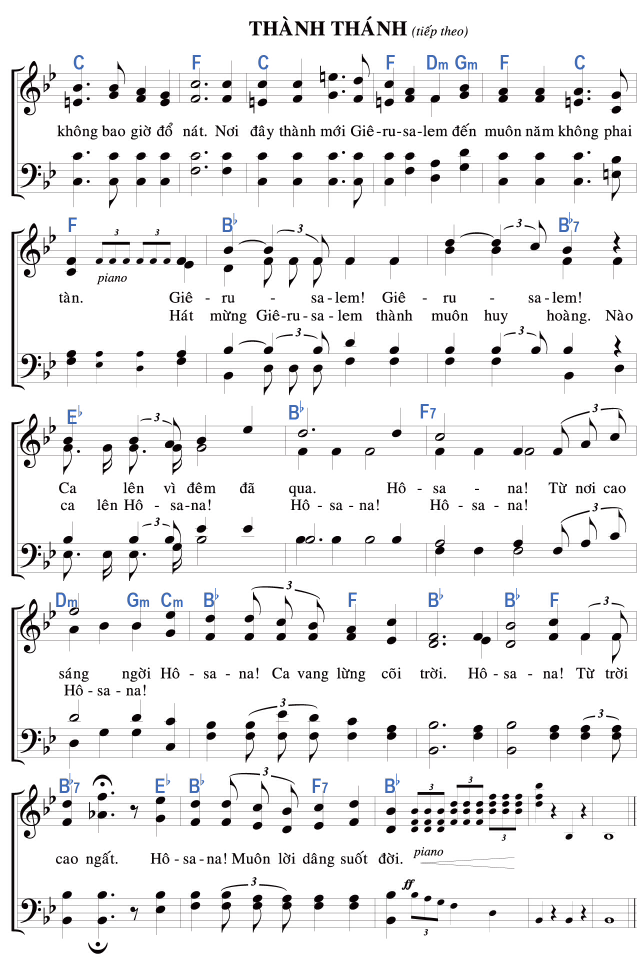 THÀNH THÁNH (tiếp theo)
C F C F Dm Gm F C
không bao giờ đổ nát. Nơi đây thành mới Giê-ru-sa-lem đến muôn năm không phai
F B♭ B♭7
3 3 3 3
piano
tàn. Giê - ru - sa-lem! Giê - ru - sa-lem!
Hát mừng Giê-ru-sa-lem thành muôn huy hoàng. Nào
3 3
E♭ B♭ F7
3 3
Ca lên vì đêm đã qua. Hô - sa - na! Từ nơi cao
ca lên Hô - sa-na! Hô - sa - na! Hô - sa - na!
3 3
Dm Gm Cm B♭ F B♭ B♭ F
3 3
sáng ngời Hô - sa - na! Ca vang lừng cõi trời. Hô - sa - na! Từ trời
Hô - sa - na!
3 3
B♭7 E♭ B♭ F7 B♭
3 3 3 3
piano
cao ngất. Hô - sa - na! Muôn lời dâng suốt đời.
ff
3 3